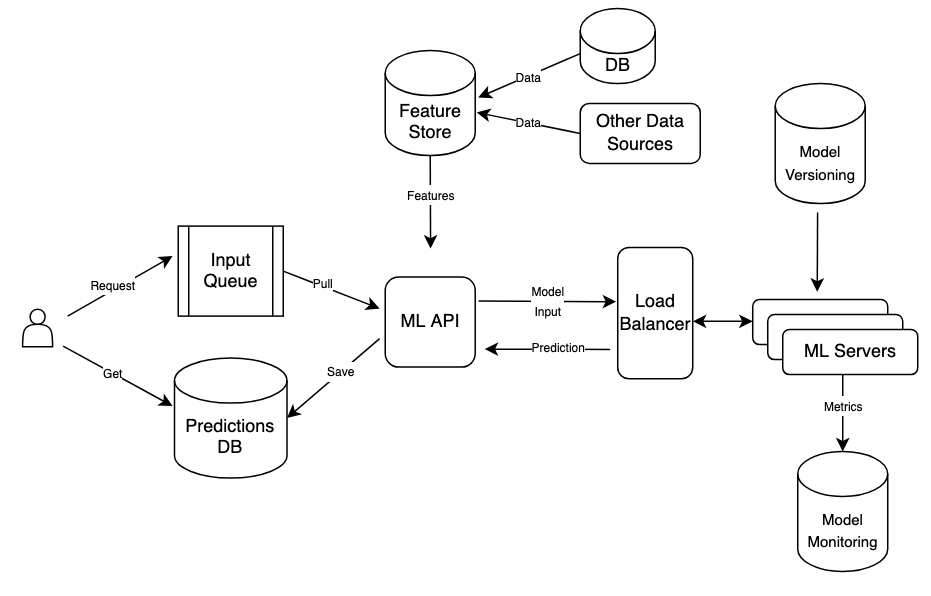 DB
Data
Feature
Store
Data
Other Data
Sources
Model
Versioning
Features
Input
Queue
Request
Pull
Model
Input
ML API
Load
Balancer
Prediction
ML Servers
Get
Save
Predictions
DB
Metrics
Model
Monitoring